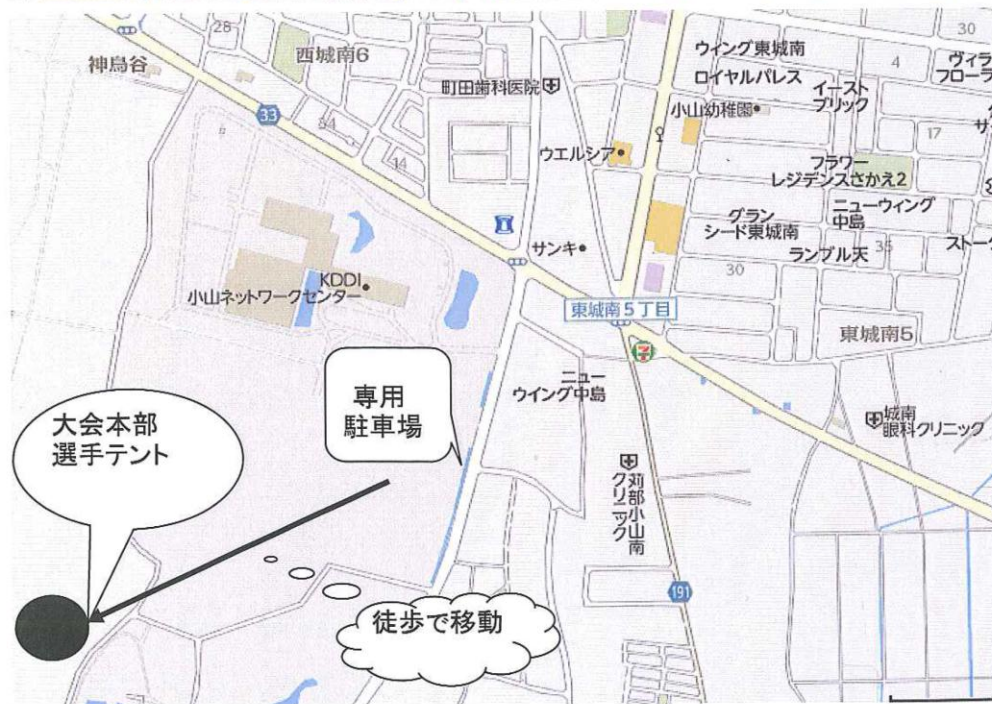 28
西城南6
神鳥谷
33
34
14
町田歯科医院
ウエルシア
サンキ
KDDI
小山ネットワークセンター
ウイング東城南
ロイヤルパレス
小山幼稚園
イースト
ブリック
4
30
ヴィラ
フローラ
17
フラワー
レジデンスさかえ2
グラン
シード東城南
ニューウイング
中島
35
ランブル天
30
東城南5丁目
東城南5
7
ニュー
ウイング中島
城南
眼科クリニック
苅部小山南
クリニック
191
専用
駐車場
大会本部
選手テント
徒歩で移動